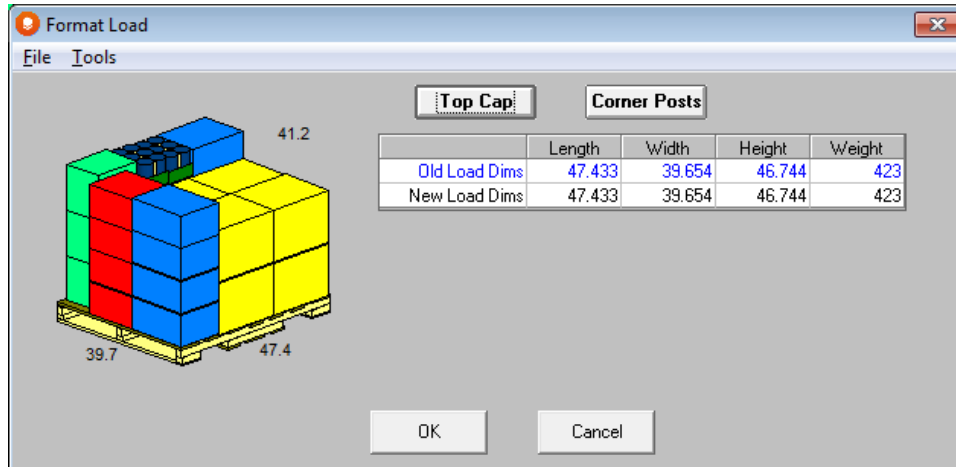 Format Load
File Tools
Top Cap Corner Posts
41.2
Length Width Height Weight
Old Load Dims 47.433 39.654 46.744 423
New Load Dims 47.433 39.654 46.744 423
39.7 47.4
OK Cancel